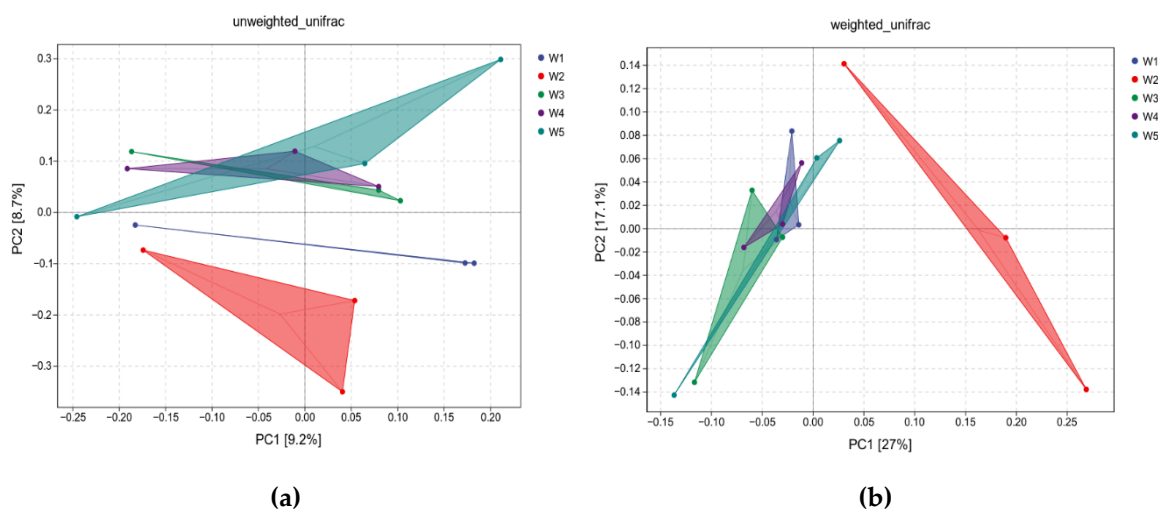 unweighted_unifrac
0.3
0.2
0.1
0.0
−0.1
−0.2
−0.3
PC2 [8.7%]
−0.25 −0.20 −0.15 −0.10 −0.05 0.00 0.05 0.10 0.15 0.20
PC1 [9.2%]
W1
W2
W3
W4
W5
(a)
weighted_unifrac
0.14
0.12
0.10
0.08
0.06
0.04
0.02
0.00
−0.02
−0.04
−0.06
−0.08
−0.10
−0.12
−0.14
PC2 [17.1%]
−0.15 −0.10 −0.05 0.00 0.05 0.10 0.15 0.20 0.25
PC1 [27%]
W1
W2
W3
W4
W5
(b)